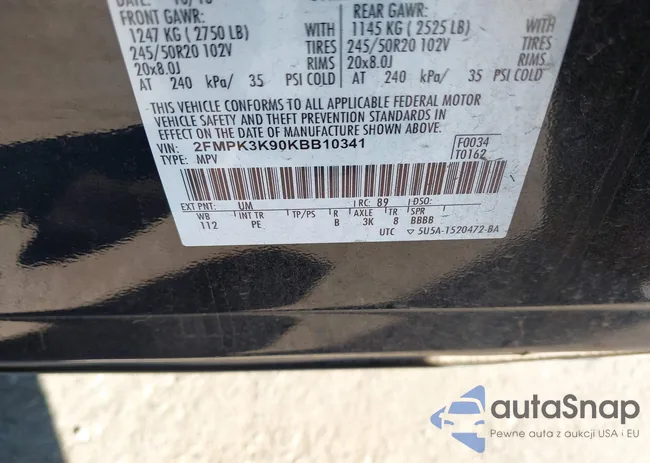 DATE: 10/18
FRONT GAWR: REAR GAWR:
1247 KG ( 2750 LB) WITH 1145 KG ( 2525 LB) WITH
245/50R20 102V TIRES 245/50R20 102V TIRES
20x8.0J RIMS 20x8.0J RIMS
AT 240 kPa/ 35 PSI COLD AT 240 kPa/ 35 PSI COLD
THIS VEHICLE CONFORMS TO ALL APPLICABLE FEDERAL MOTOR
VEHICLE SAFETY AND THEFT PREVENTION STANDARDS IN
EFFECT ON THE DATE OF MANUFACTURE SHOWN ABOVE.
VIN: 2FMPK3K90KBB10341 F0034
TYPE: MPV T0162
EXT PNT: UM RC: 89 DSO:
WB INT TR TP/PS R AXLE TR SPR
112 PE B 3K 8 BBBB
UTC ▽ 5U5A-1520472-BA
autaSnap
Pewne auta z aukcji USA i EU